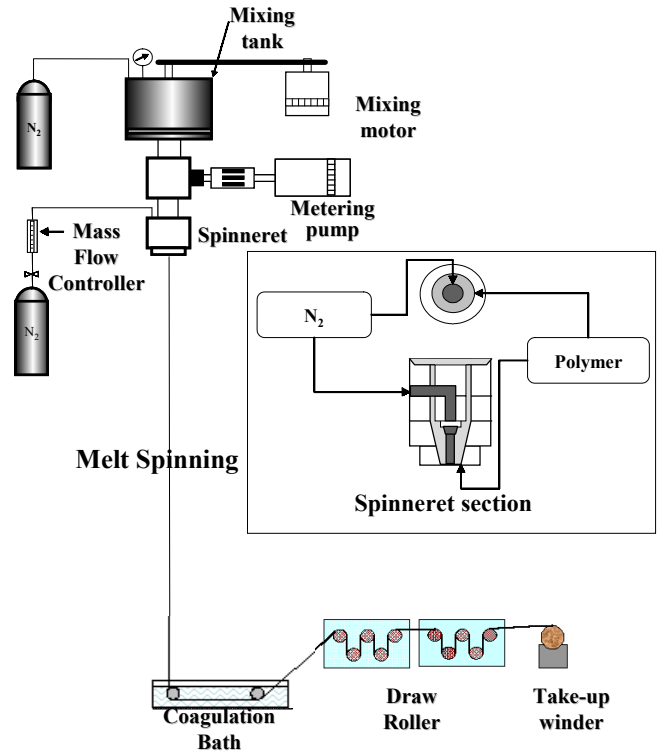 Mixing
tank
N₂
Mixing
motor
Metering
pump
Spinneret
Mass
Flow
Controller
N₂
N₂
Polymer
Spinneret section
Melt Spinning
Coagulation
Bath
Draw
Roller
Take-up
winder